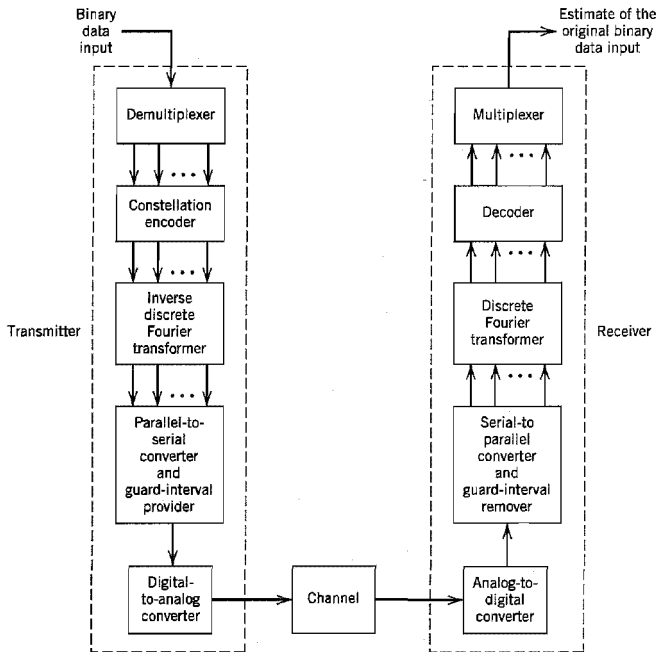 Binary
data
input
Estimate of the
original binary
data input
Demultiplexer
Constellation
encoder
Inverse
discrete
Fourier
transformer
Transmitter
Parallel-to-
serial
converter
and
guard-interval
provider
Digital-
to-analog
converter
Channel
Multiplexer
Decoder
Discrete
Fourier
transformer
Receiver
Serial-to
parallel
converter
and
guard-interval
remover
Analog-to-
digital
converter